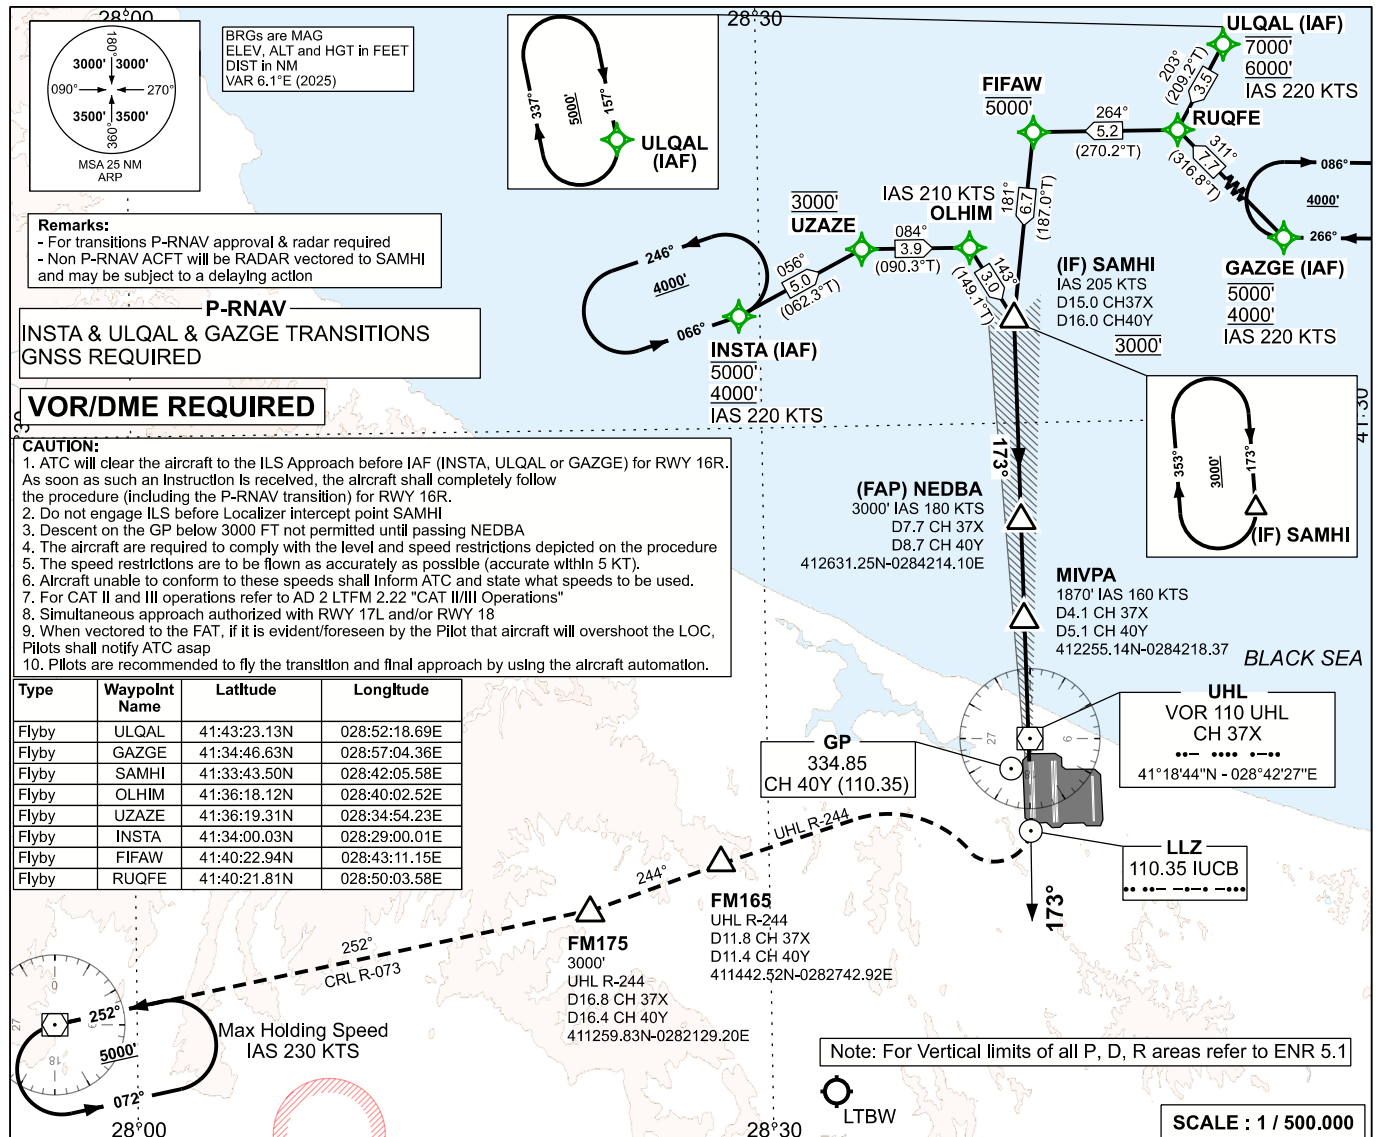 28°00
28°30
180°
3000' 3000'
090° 270°
3500' 3500'
360°
MSA 25 NM
ARP
BRGs are MAG
ELEV, ALT and HGT in FEET
DIST in NM
VAR 6.1°E (2025)
337°
5000'
157°
ULQAL
(IAF)
ULQAL (IAF)
7000'
6000'
IAS 220 KTS
203°
(209.2°T)
3.5
FIFAW
5000'
264°
5.2
(270.2°T)
RUQFE
311°
7.7
(316.8°T)
086°
4000'
266°
GAZGE (IAF)
5000'
4000'
IAS 220 KTS
181°
6.7
(187.0°T)
Remarks:
- For transitions P-RNAV approval & radar required
- Non P-RNAV ACFT will be RADAR vectored to SAMHI
and may be subject to a delaying action
3000'
UZAZE
IAS 210 KTS
OLHIM
084°
3.9
(090.3°T)
143°
3.0
(149.1°T)
056°
5.0
(062.3°T)
246°
4000'
066°
INSTA (IAF)
5000'
4000'
IAS 220 KTS
(IF) SAMHI
IAS 205 KTS
D15.0 CH37X
D16.0 CH40Y
3000'
P-RNAV
INSTA & ULQAL & GAZGE TRANSITIONS
GNSS REQUIRED
VOR/DME REQUIRED
41°30
353°
3000'
173°
(IF) SAMHI
CAUTION:
1. ATC will clear the aircraft to the ILS Approach before IAF (INSTA, ULQAL or GAZGE) for RWY 16R.
As soon as such an instruction is received, the aircraft shall completely follow
the procedure (including the P-RNAV transition) for RWY 16R.
2. Do not engage ILS before Localizer intercept point SAMHI
3. Descent on the GP below 3000 FT not permitted until passing NEDBA
4. The aircraft are required to comply with the level and speed restrictions depicted on the procedure
5. The speed restrictions are to be flown as accurately as possible (accurate within 5 KT).
6. Aircraft unable to conform to these speeds shall inform ATC and state what speeds to be used.
7. For CAT II and III operations refer to AD 2 LTFM 2.22 "CAT II/III Operations"
8. Simultaneous approach authorized with RWY 17L and/or RWY 18
9. When vectored to the FAT, if it is evident/foreseen by the Pilot that aircraft will overshoot the LOC,
Pilots shall notify ATC asap
10. Pilots are recommended to fly the transition and final approach by using the aircraft automation.
173°
(FAP) NEDBA
3000' IAS 180 KTS
D7.7 CH 37X
D8.7 CH 40Y
412631.25N-0284214.10E
MIVPA
1870' IAS 160 KTS
D4.1 CH 37X
D5.1 CH 40Y
412255.14N-0284218.37
BLACK SEA
Type Waypoint Name Latitude Longitude
Flyby ULQAL 41:43:23.13N 028:52:18.69E
Flyby GAZGE 41:34:46.63N 028:57:04.36E
Flyby SAMHI 41:33:43.50N 028:42:05.58E
Flyby OLHIM 41:36:18.12N 028:40:02.52E
Flyby UZAZE 41:36:19.31N 028:34:54.23E
Flyby INSTA 41:34:00.03N 028:29:00.01E
Flyby FIFAW 41:40:22.94N 028:43:11.15E
Flyby RUQFE 41:40:21.81N 028:50:03.58E
UHL
VOR 110 UHL
CH 37X
41°18'44"N - 028°42'27"E
27
9
GP
334.85
CH 40Y (110.35)
LLZ
110.35 IUCB
173°
UHL R-244
244°
FM165
UHL R-244
D11.8 CH 37X
D11.4 CH 40Y
411442.52N-0282742.92E
FM175
3000'
UHL R-244
D16.8 CH 37X
D16.4 CH 40Y
411259.83N-0282129.20E
252°
CRL R-073
0
27
9
18
252°
5000'
072°
Max Holding Speed
IAS 230 KTS
Note: For Vertical limits of all P, D, R areas refer to ENR 5.1
LTBW
SCALE : 1 / 500.000
28°00
28°30